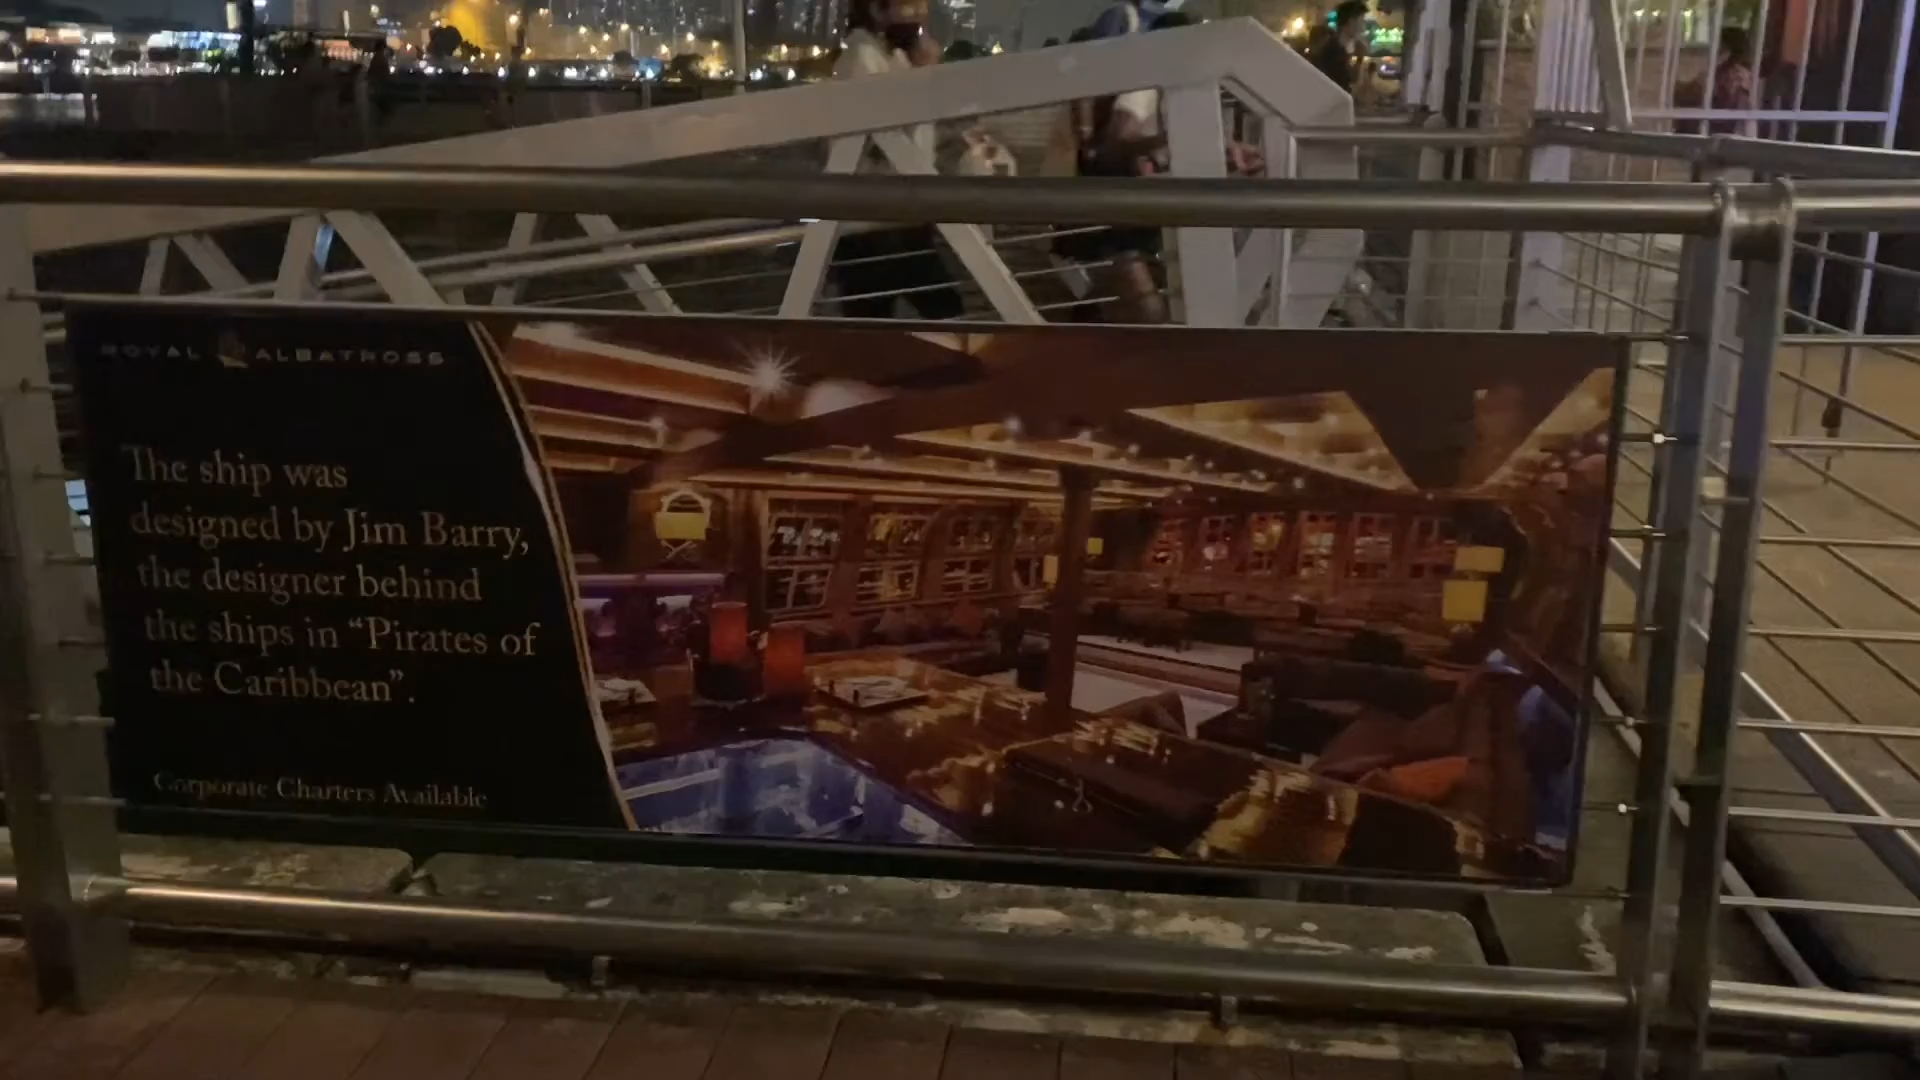 ROYAL ALBATROSS
The ship was
designed by Jim Barry,
the designer behind
the ships in “Pirates of
the Caribbean”.
Corporate Charters Available